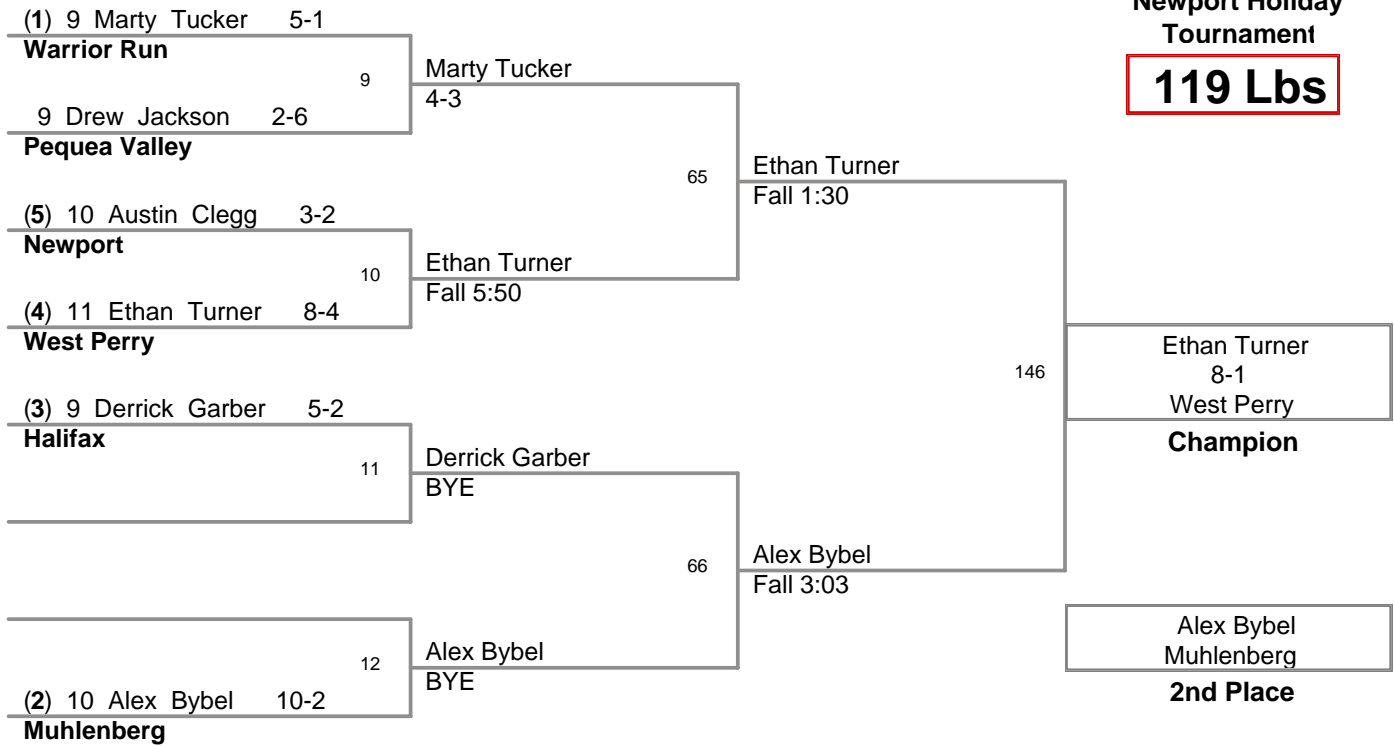 Newport Holiday
Tournament
119 Lbs
(1) 9 Marty Tucker 5-1
Warrior Run
9
Marty Tucker
4-3
9 Drew Jackson 2-6
Pequea Valley
65
Ethan Turner
Fall 1:30
(5) 10 Austin Clegg 3-2
Newport
10
Ethan Turner
Fall 5:50
(4) 11 Ethan Turner 8-4
West Perry
146
Ethan Turner
8-1
West Perry
Champion
(3) 9 Derrick Garber 5-2
Halifax
11
Derrick Garber
BYE
66
Alex Bybel
Fall 3:03
12
Alex Bybel
BYE
(2) 10 Alex Bybel 10-2
Muhlenberg
Alex Bybel
Muhlenberg
2nd Place